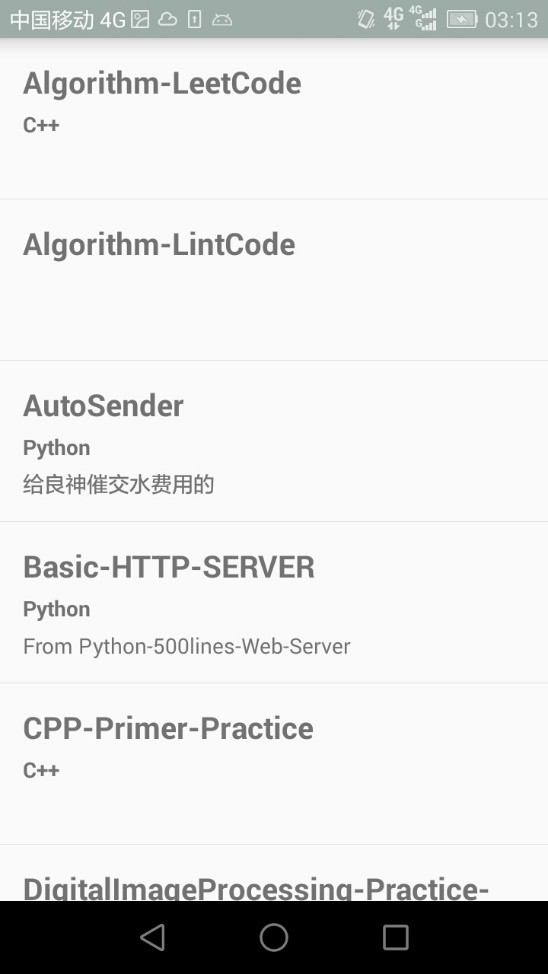 中国移动 4G 4G 4G G 03:13
Algorithm-LeetCode
C++
Algorithm-LintCode
AutoSender
Python
给良神催交水费用的
Basic-HTTP-SERVER
Python
From Python-500lines-Web-Server
CPP-Primer-Practice
C++
DigitalImageProcessing-Practice-